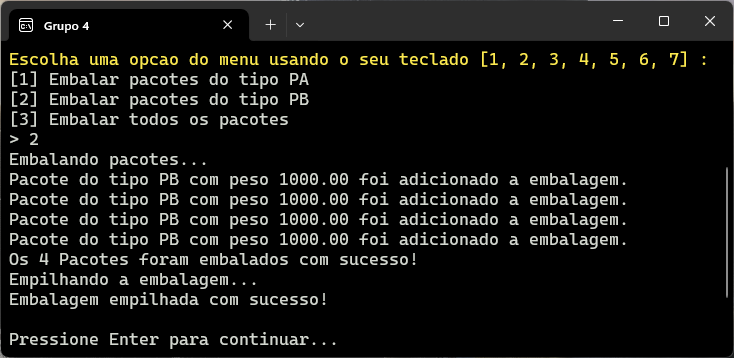 Grupo 4
Escolha uma opcao do menu usando o seu teclado [1, 2, 3, 4, 5, 6, 7] :
[1] Embalar pacotes do tipo PA
[2] Embalar pacotes do tipo PB
[3] Embalar todos os pacotes
> 2
Embalando pacotes...
Pacote do tipo PB com peso 1000.00 foi adicionado a embalagem.
Pacote do tipo PB com peso 1000.00 foi adicionado a embalagem.
Pacote do tipo PB com peso 1000.00 foi adicionado a embalagem.
Pacote do tipo PB com peso 1000.00 foi adicionado a embalagem.
Os 4 Pacotes foram embalados com sucesso!
Empilhando a embalagem...
Embalagem empilhada com sucesso!
Pressione Enter para continuar...